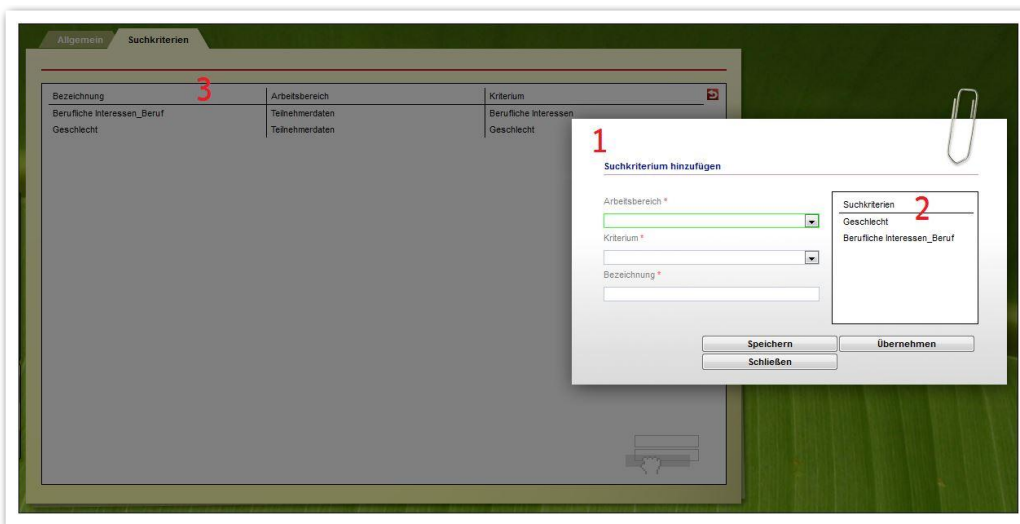 Allgemein Suchkriterien
3
Bezeichnung Arbeitsbereich Kriterium
Berufliche Interessen_Beruf Teilnehmerdaten Berufliche Interessen
Geschlecht Teilnehmerdaten Geschlecht
1
Suchkriterium hinzufügen
Arbeitsbereich *
Kriterium *
Bezeichnung *
Suchkriterien 2
Geschlecht
Berufliche Interessen_Beruf
Speichern Übernehmen
Schließen